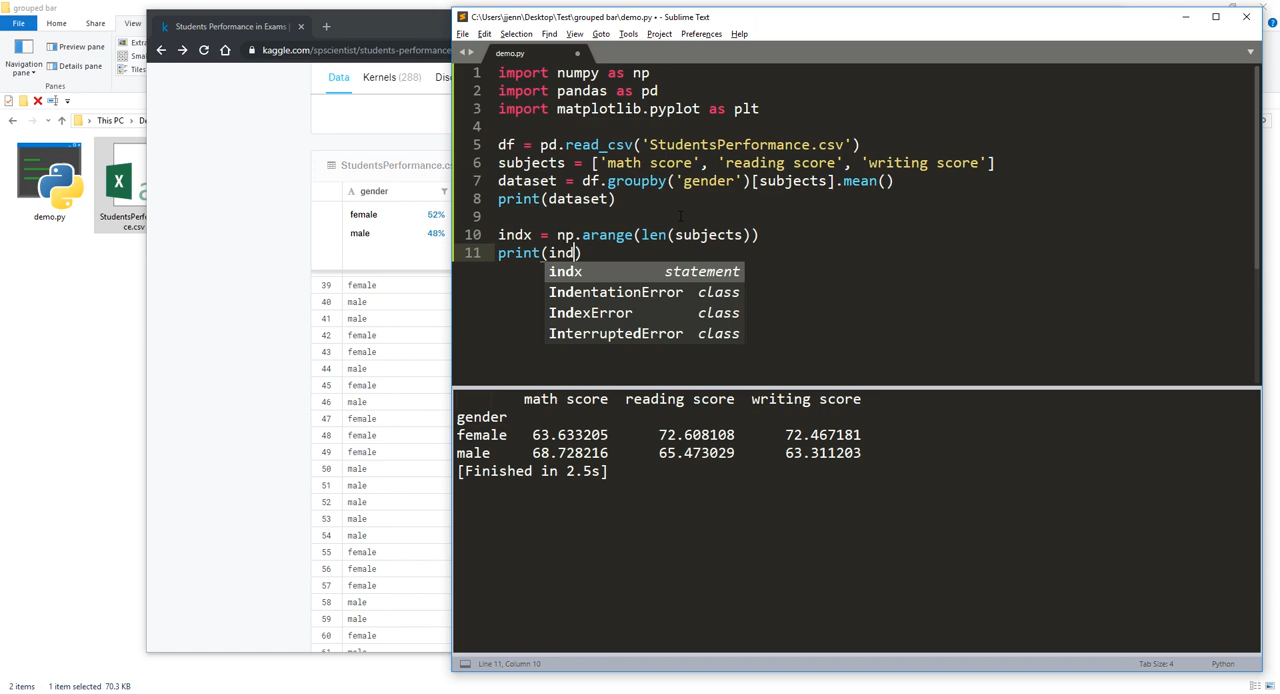 grouped bar
File Home Share View
Navigation pane
Preview pane
Details pane
Extra
Small
Tiles
Panes
This PC
demo.py
StudentsPerformance.csv
2 items 1 item selected 70.3 KB
Students Performance in Exams
kaggle.com/spscientist/students-performance
Data Kernels (288) Disc
StudentsPerformance.cs
A gender
female 52%
male 48%
39 female
40 male
41 male
42 female
43 female
44 male
45 female
46 male
47 female
48 female
49 female
50 male
51 male
52 male
53 male
54 male
55 female
56 female
57 female
58 male
59 male
60 female
61 male
C:\Users\jjenn\Desktop\Test\grouped bar\demo.py • - Sublime Text
File Edit Selection Find View Goto Tools Project Preferences Help
demo.py
1 import numpy as np
2 import pandas as pd
3 import matplotlib.pyplot as plt
4
5 df = pd.read_csv('StudentsPerformance.csv')
6 subjects = ['math score', 'reading score', 'writing score']
7 dataset = df.groupby('gender')[subjects].mean()
8 print(dataset)
9
10 indx = np.arange(len(subjects))
11 print(ind)
indx statement
IndentationError class
IndexError class
InterruptedError class
math score reading score writing score
gender
female 63.633205 72.608108 72.467181
male 68.728216 65.473029 63.311203
[Finished in 2.5s]
Line 11, Column 10
Tab Size: 4 Python